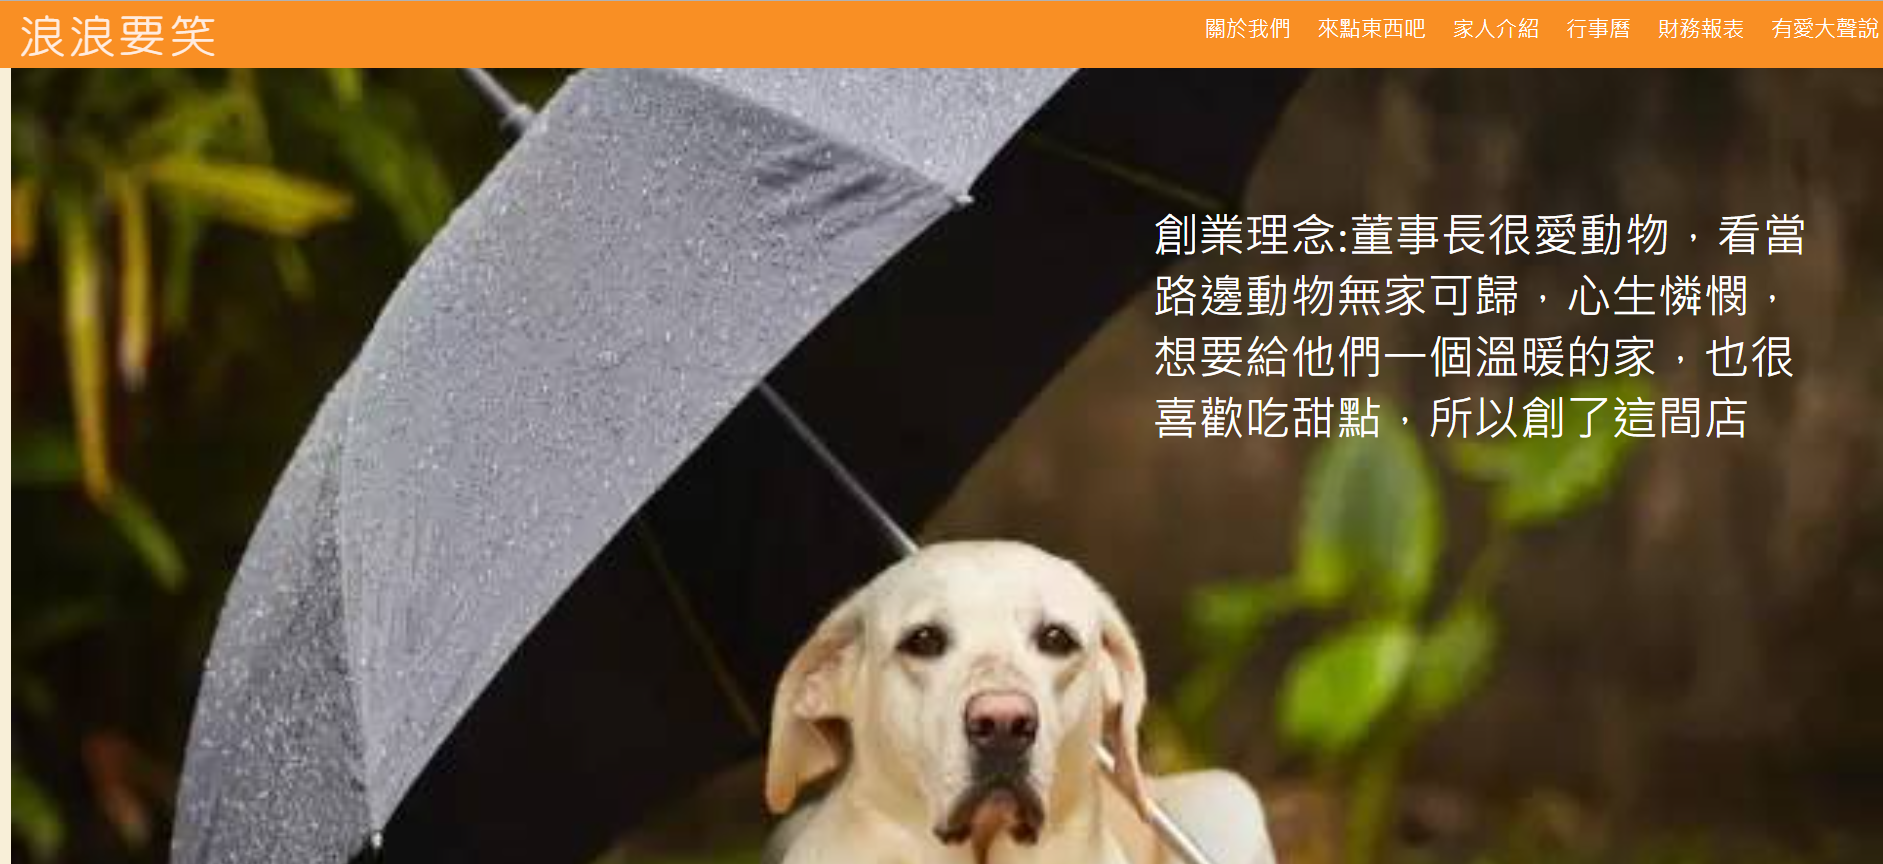 浪浪要笑
關於我們 來點東西吧 家人介紹 行事曆 財務報表 有愛大聲說
創業理念:董事長很愛動物，看當
路邊動物無家可歸，心生憐憫，
想要給他們一個溫暖的家，也很
喜歡吃甜點，所以創了這間店